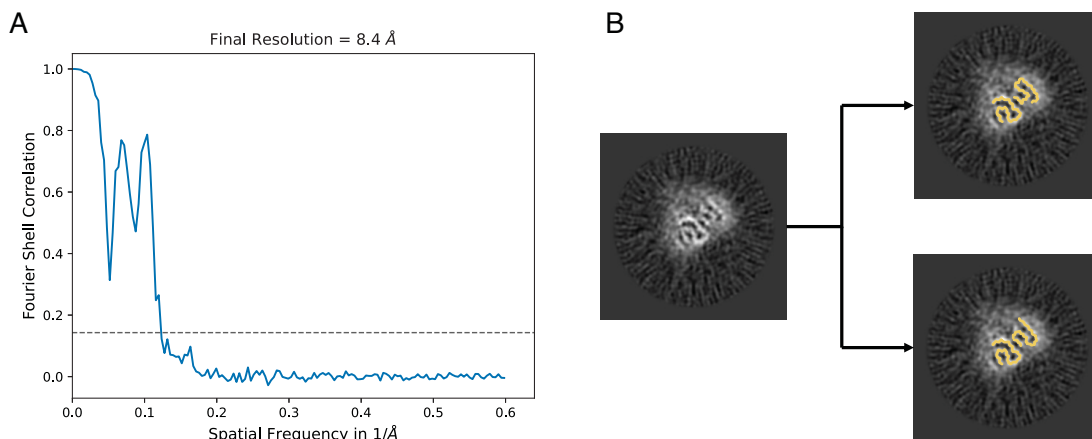 A
Final Resolution = 8.4 Å
1.0
0.8
0.6
0.4
0.2
0.0
Fourier Shell Correlation
0.0 0.1 0.2 0.3 0.4 0.5 0.6
Spatial Frequency in 1/Å
B